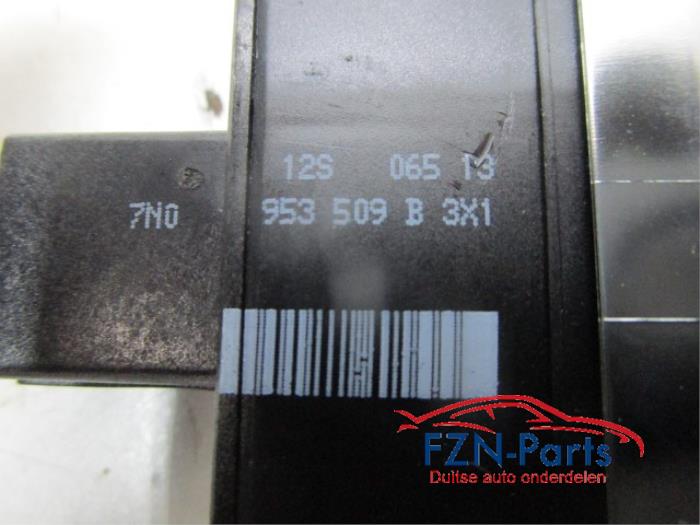 12S 065 13
7N0 953 509 B 3X1
FZN-Parts
Duitse auto onderdelen